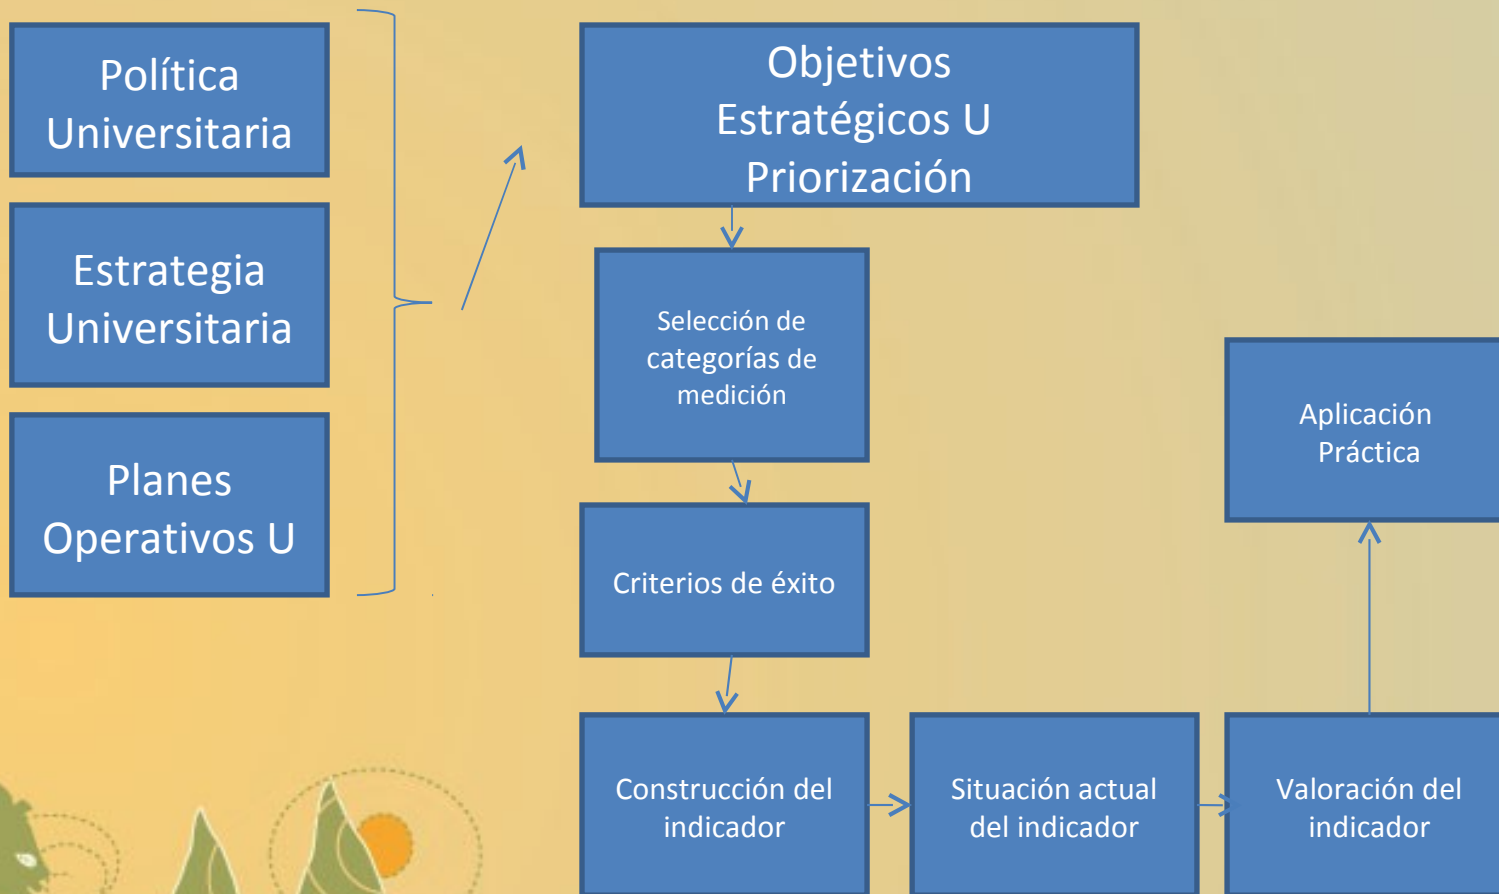 Política
Universitaria
Estrategia
Universitaria
Planes
Operativos U
Objetivos
Estratégicos U
Priorización
Selección de
categorías de
medición
Criterios de éxito
Construcción del
indicador
Situación actual
del indicador
Valoración del
indicador
Aplicación
Práctica